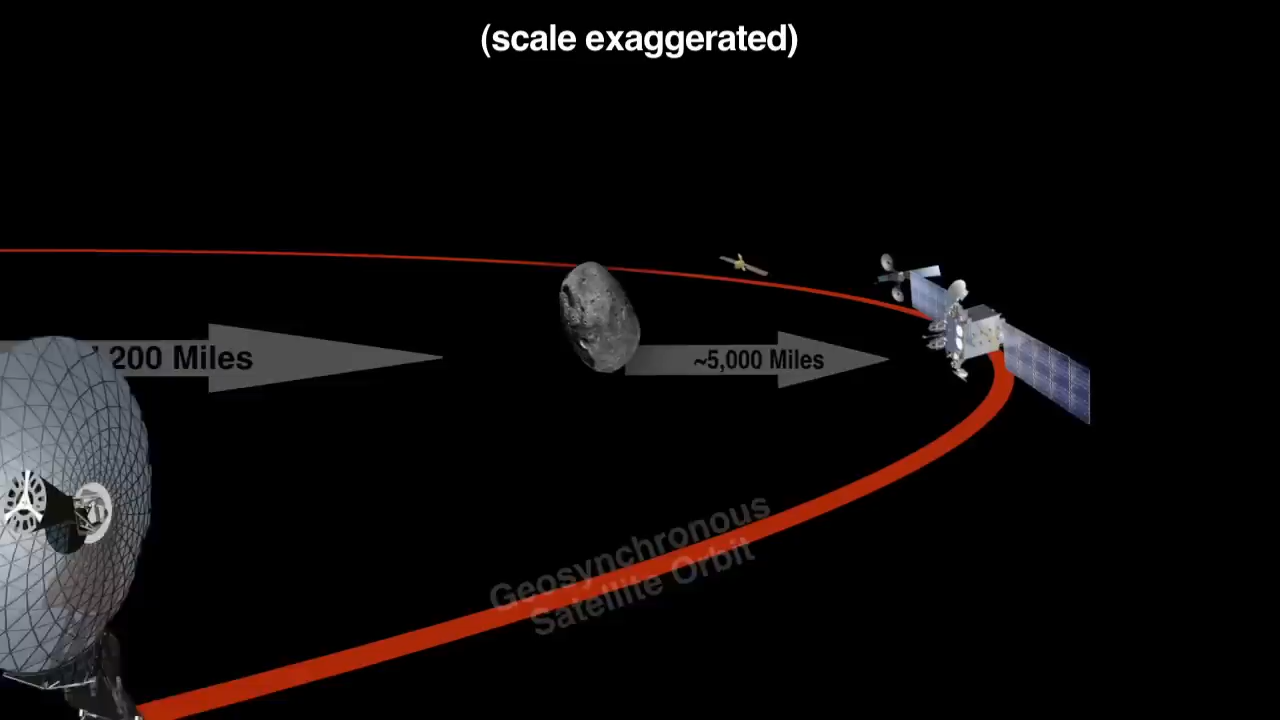 (scale exaggerated)
200 Miles
~5,000 Miles
Geosynchronous
Satellite Orbit